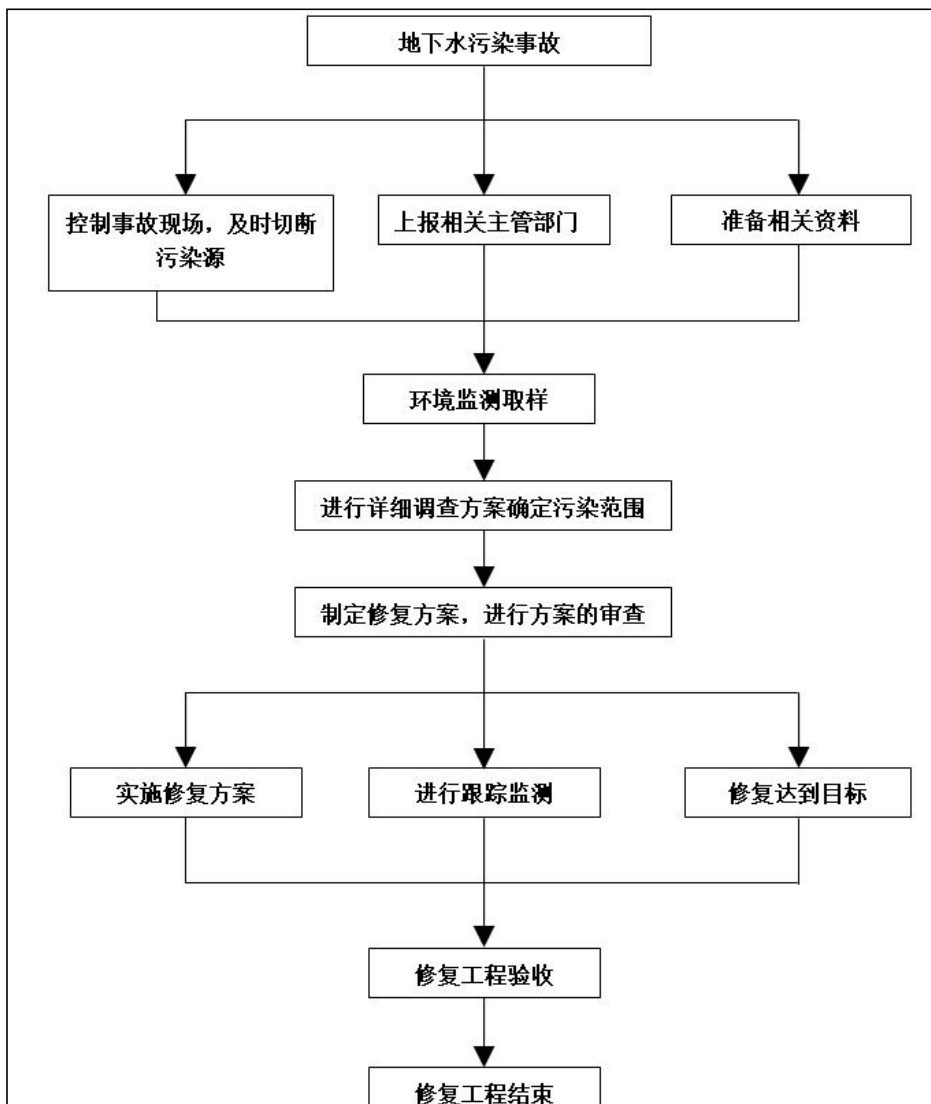 地下水污染事故
控制事故现场，及时切断
污染源
上报相关主管部门
准备相关资料
环境监测取样
进行详细调查方案确定污染范围
制定修复方案，进行方案的审查
实施修复方案
进行跟踪监测
修复达到目标
修复工程验收
修复工程结束